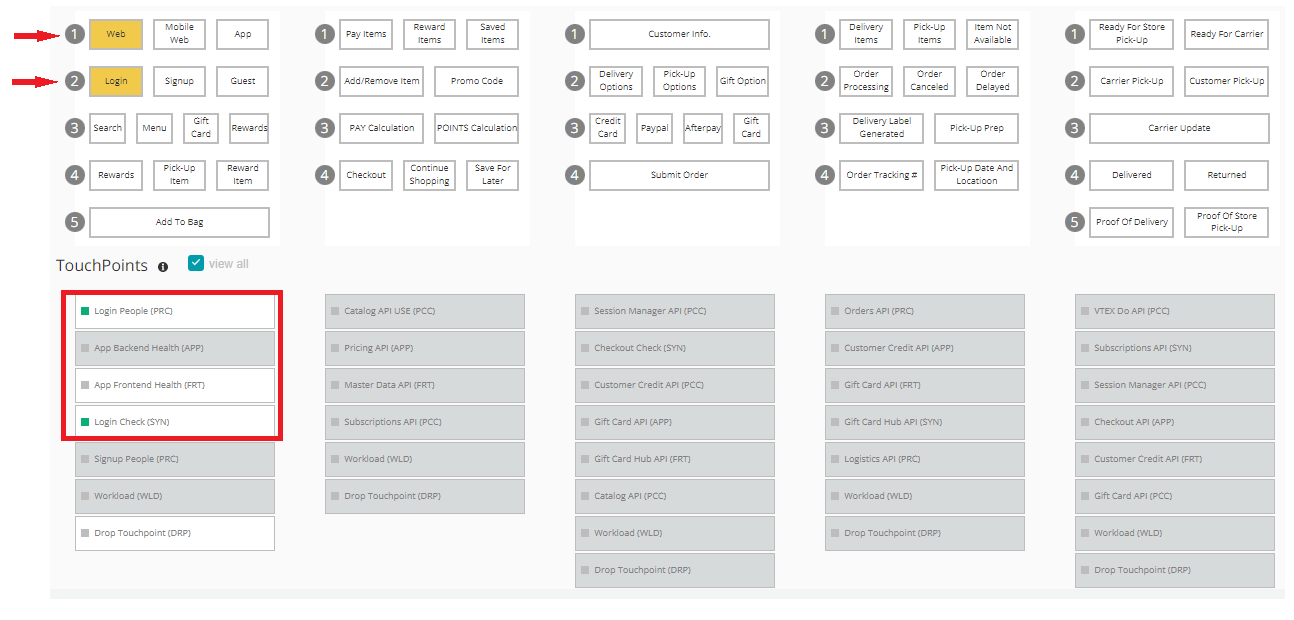 1
Web
Mobile
Web
App
2
Login
Signup
Guest
3
Search
Menu
Gift
Card
Rewards
4
Rewards
Pick-Up
Item
Reward
Item
5
Add To Bag
1
Pay Items
Reward
Items
Saved
Items
2
Add/Remove Item
Promo Code
3
PAY Calculation
POINTS Calculation
4
Checkout
Continue
Shopping
Save For
Later
1
Customer Info.
2
Delivery
Options
Pick-Up
Options
Gift Option
3
Credit
Card
Paypal
Afterpay
Gift
Card
4
Submit Order
1
Delivery
Items
Pick-Up
Items
Item Not
Available
2
Order
Processing
Order
Canceled
Order
Delayed
3
Delivery Label
Generated
Pick-Up Prep
4
Order Tracking #
Pick-Up Date And
Locatioon
1
Ready For Store
Pick-Up
Ready For Carrier
2
Carrier Pick-Up
Customer Pick-Up
3
Carrier Update
4
Delivered
Returned
5
Proof Of Delivery
Proof Of Store
Pick-Up
TouchPoints
view all
Login People (PRC)
App Backend Health (APP)
App Frontend Health (FRT)
Login Check (SYN)
Signup People (PRC)
Workload (WLD)
Drop Touchpoint (DRP)
Catalog API USE (PCC)
Pricing API (APP)
Master Data API (FRT)
Subscriptions API (PCC)
Workload (WLD)
Drop Touchpoint (DRP)
Session Manager API (PCC)
Checkout Check (SYN)
Customer Credit API (PCC)
Gift Card API (APP)
Gift Card Hub API (FRT)
Catalog API (PCC)
Workload (WLD)
Drop Touchpoint (DRP)
Orders API (PRC)
Customer Credit API (APP)
Gift Card API (FRT)
Gift Card Hub API (SYN)
Logistics API (PRC)
Workload (WLD)
Drop Touchpoint (DRP)
VTEX Do API (PCC)
Subscriptions API (SYN)
Session Manager API (PCC)
Checkout API (APP)
Customer Credit API (FRT)
Gift Card API (PCC)
Workload (WLD)
Drop Touchpoint (DRP)